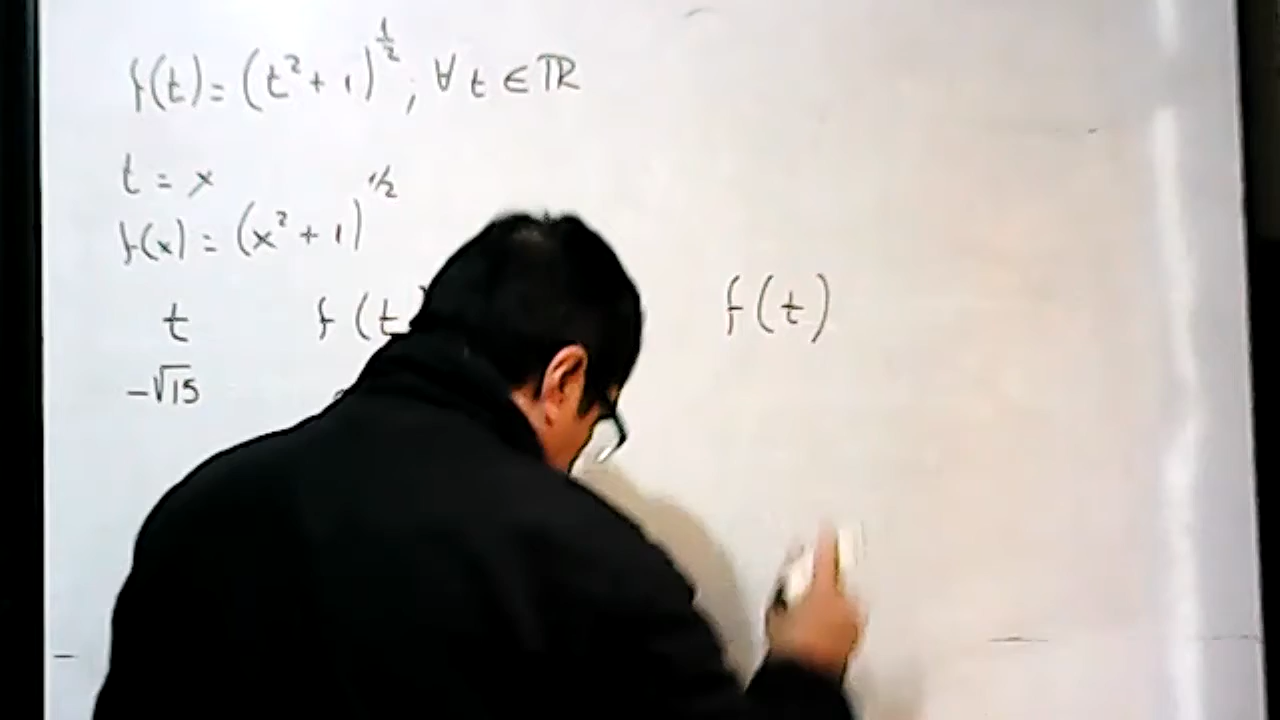 f(t) = (t² + 1)^½ ; ∀ t ∈ ℝ
t = x
f(x) = (x² + 1)^1/2
t f(t) f(t)
-√15